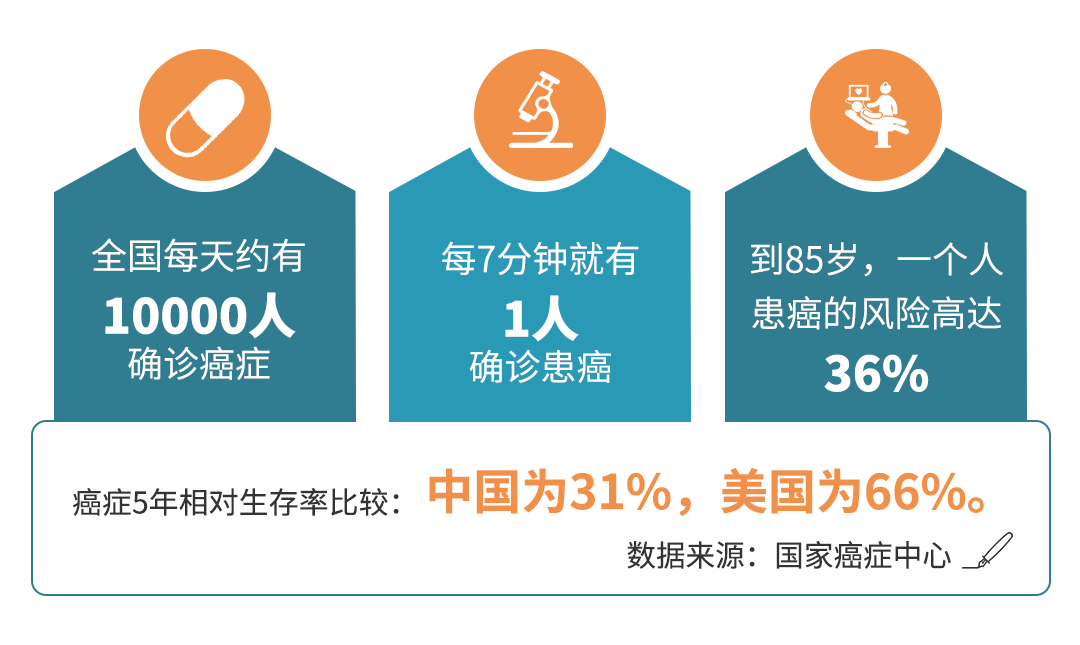 全国每天约有
10000人
确诊癌症
每7分钟就有
1人
确诊患癌
到85岁，一个人
患癌的风险高达
36%
癌症5年相对生存率比较：中国为31%，美国为66%。
数据来源：国家癌症中心